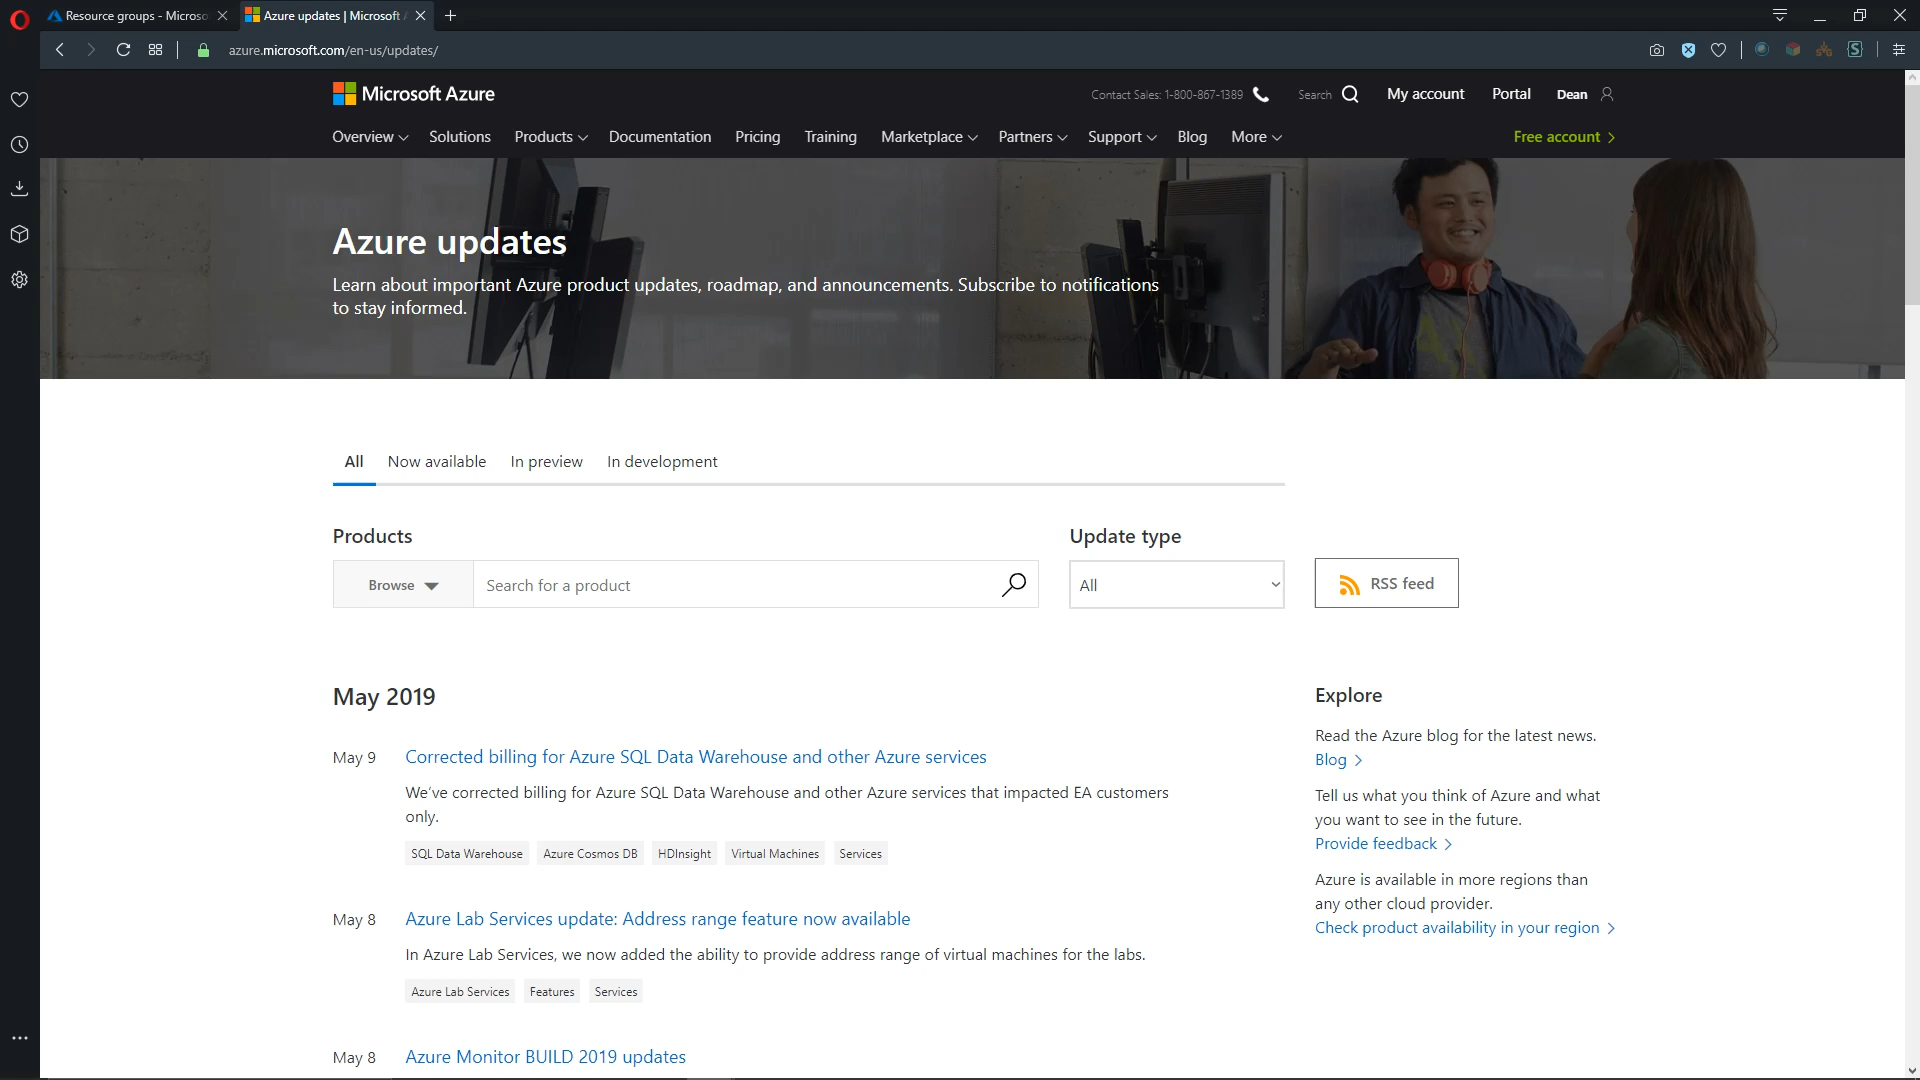 Resource groups - Microso
Azure updates | Microsoft A
azure.microsoft.com/en-us/updates/
Microsoft Azure
Contact Sales: 1-800-867-1389
Search
My account
Portal
Dean
Overview
Solutions
Products
Documentation
Pricing
Training
Marketplace
Partners
Support
Blog
More
Free account
Azure updates
Learn about important Azure product updates, roadmap, and announcements. Subscribe to notifications
to stay informed.
All
Now available
In preview
In development
Products
Browse
Search for a product
Update type
All
RSS feed
May 2019
May 9
Corrected billing for Azure SQL Data Warehouse and other Azure services
We've corrected billing for Azure SQL Data Warehouse and other Azure services that impacted EA customers
only.
SQL Data Warehouse
Azure Cosmos DB
HDInsight
Virtual Machines
Services
May 8
Azure Lab Services update: Address range feature now available
In Azure Lab Services, we now added the ability to provide address range of virtual machines for the labs.
Azure Lab Services
Features
Services
May 8
Azure Monitor BUILD 2019 updates
Explore
Read the Azure blog for the latest news.
Blog
Tell us what you think of Azure and what
you want to see in the future.
Provide feedback
Azure is available in more regions than
any other cloud provider.
Check product availability in your region